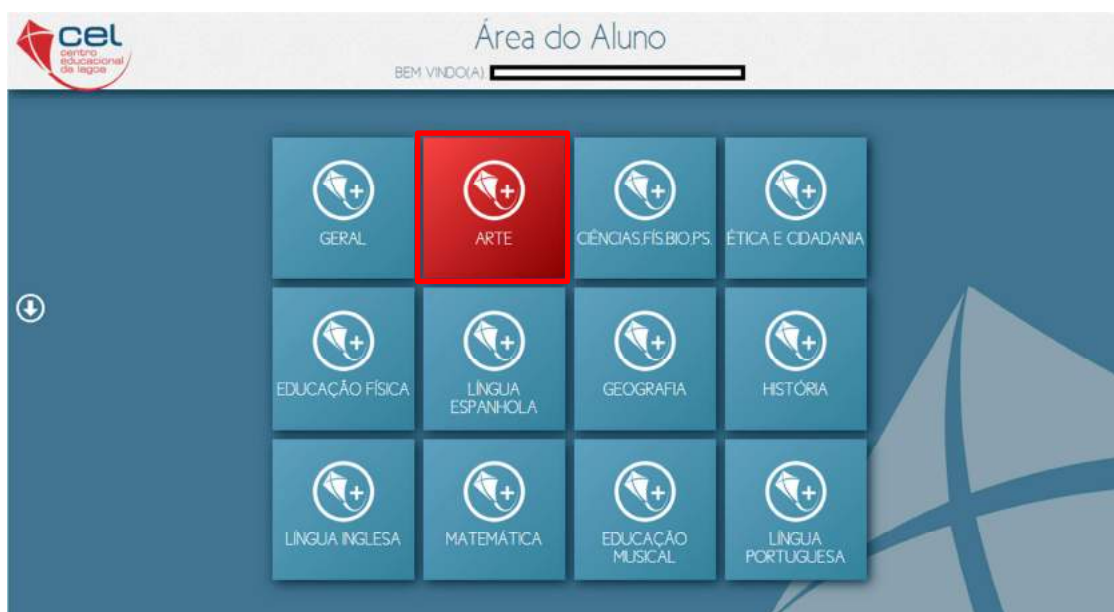 cel
centro
educacional
da lagoa
Área do Aluno
BEM VINDO(A)
GERAL
ARTE
CIÊNCIAS,FÍS.BIO,PS.
ÉTICA E CIDADANIA
EDUCAÇÃO FÍSICA
LÍNGUA
ESPANHOLA
GEOGRAFIA
HISTÓRIA
LÍNGUA INGLESA
MATEMÁTICA
EDUCAÇÃO
MUSICAL
LÍNGUA
PORTUGUESA